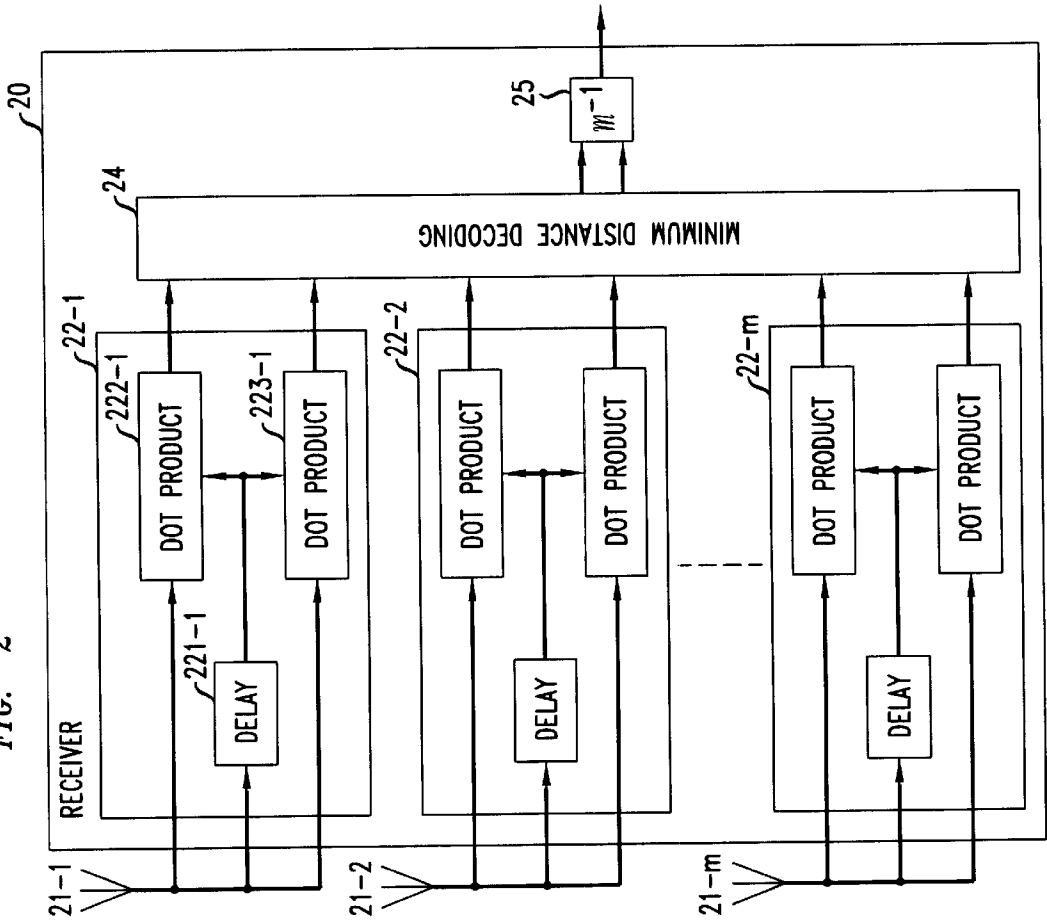 FIG. 2
20
RECEIVER
21-1
22-1
222-1
DOT PRODUCT
221-1
DELAY
223-1
DOT PRODUCT
24
MINIMUM DISTANCE DECODING
25
m⁻¹
21-2
22-2
DOT PRODUCT
DELAY
DOT PRODUCT
21-m
22-m
DOT PRODUCT
DELAY
DOT PRODUCT